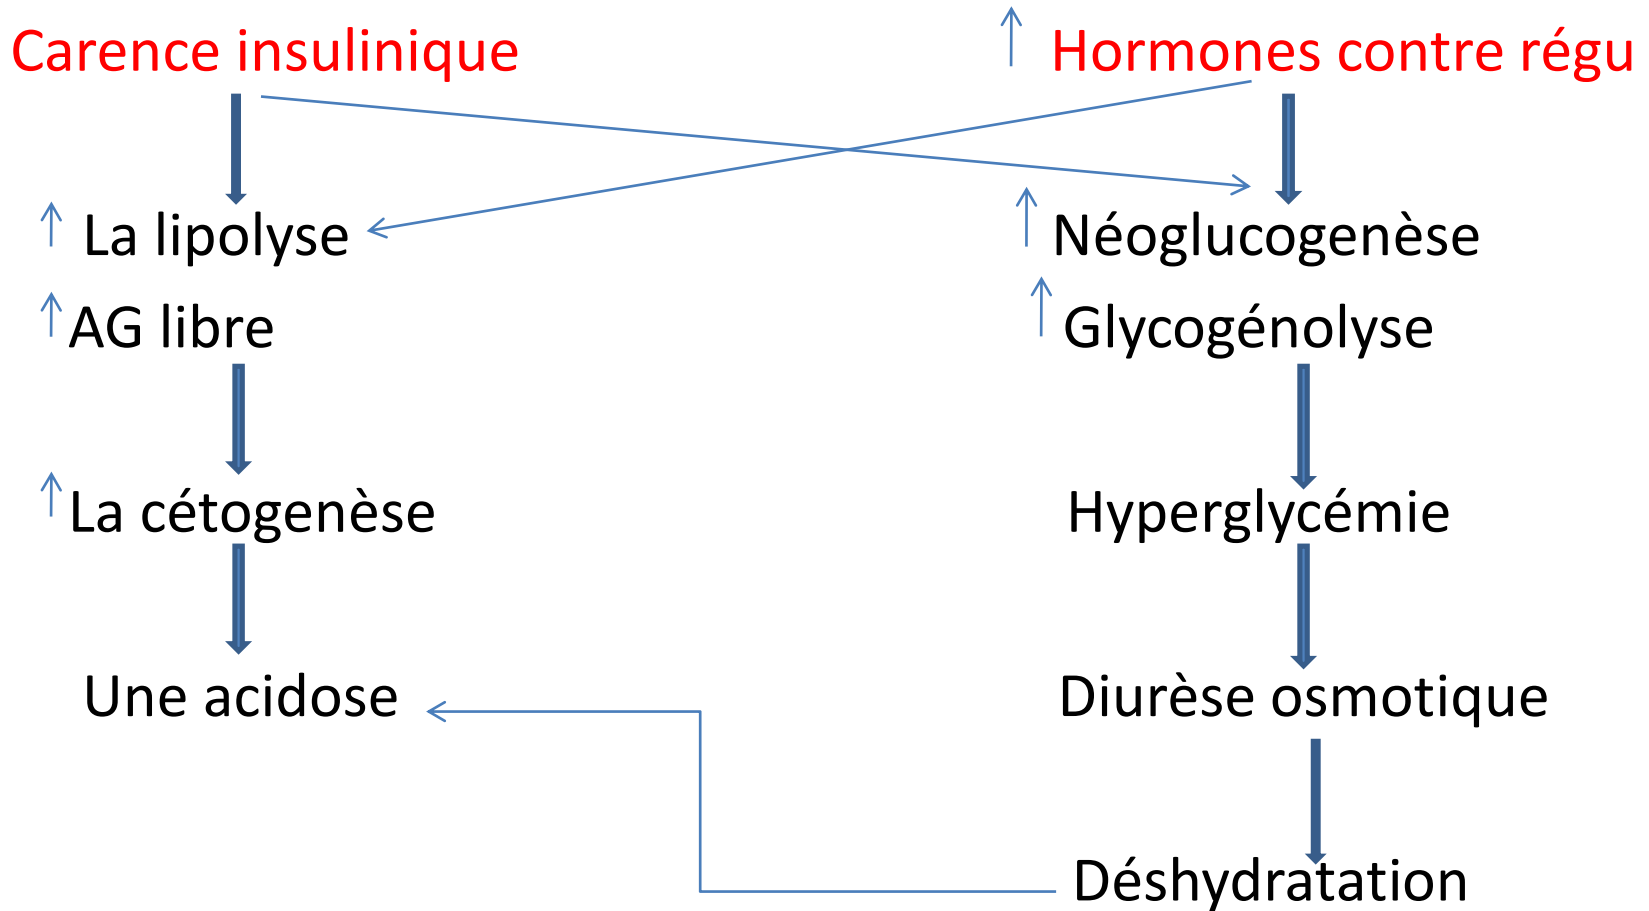 Carence insulinique
Hormones contre régu
La lipolyse
Néoglucogenèse
AG libre
Glycogénolyse
La cétogenèse
Hyperglycémie
Une acidose
Diurèse osmotique
Déshydratation